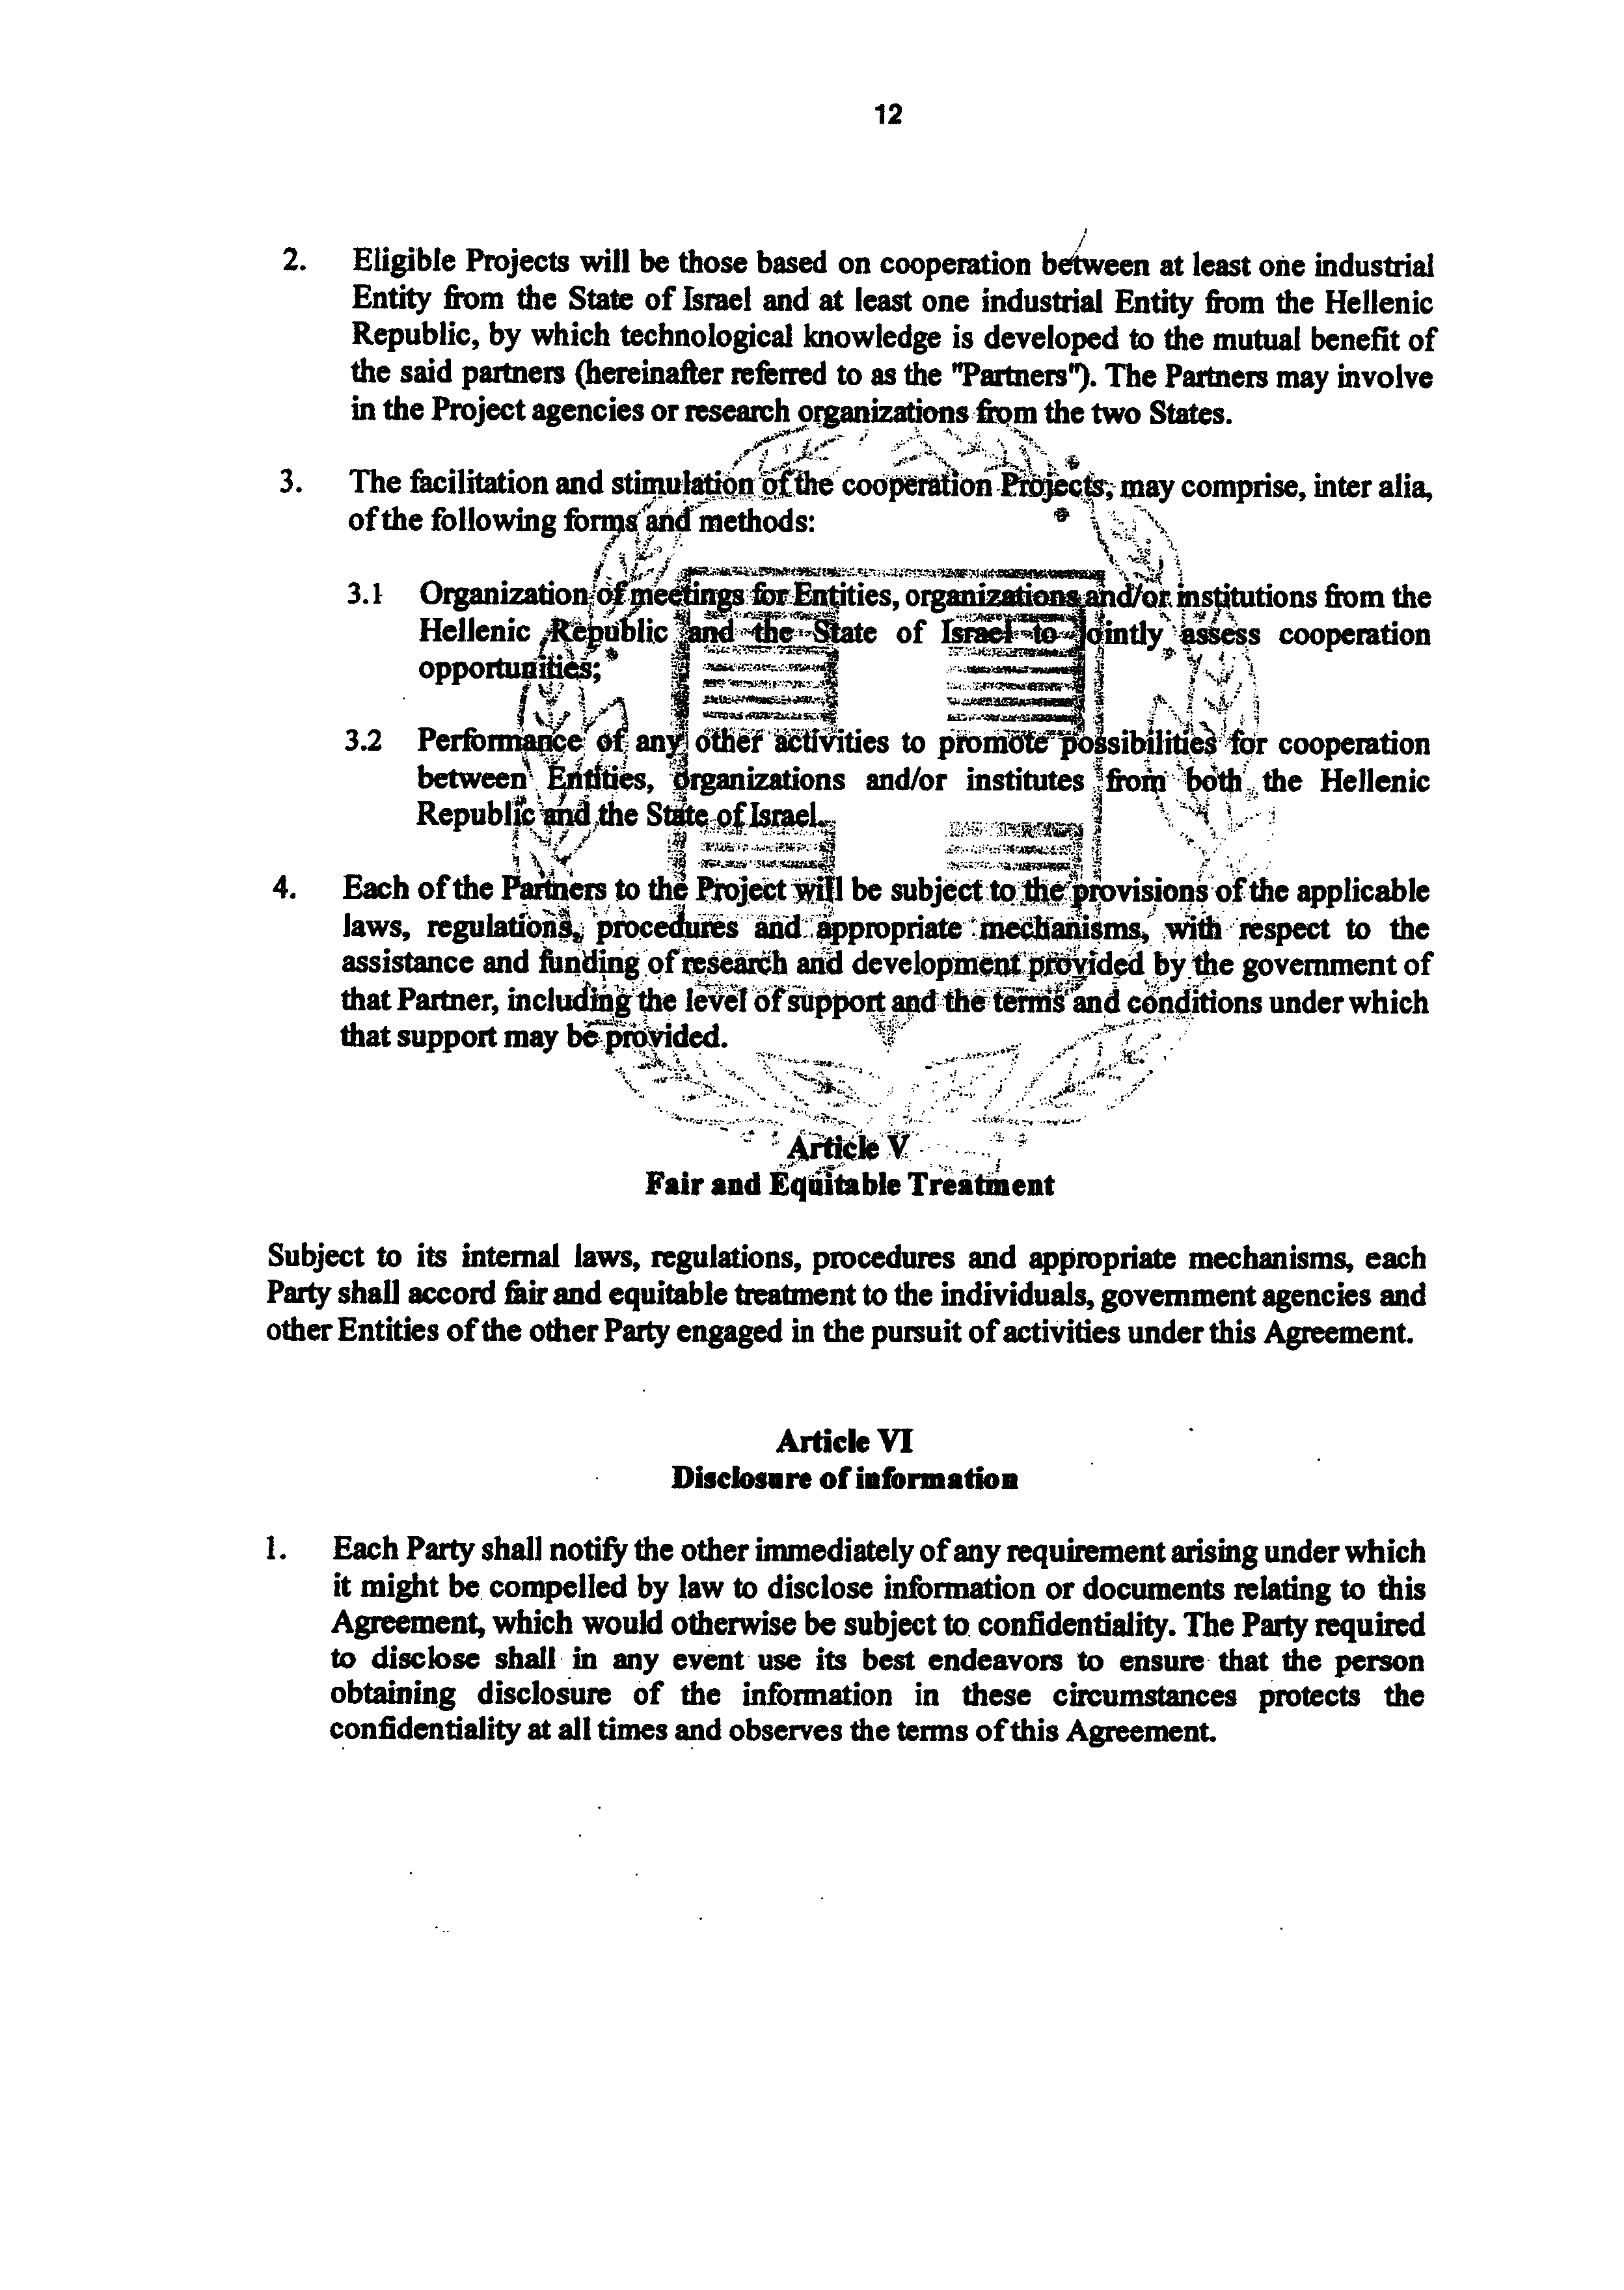 12
2. Eligible Projects will be those based on cooperation between at least one industrial
Entity from the State of Israel and at least one industrial Entity from the Hellenic
Republic, by which technological knowledge is developed to the mutual benefit of
the said partners (hereinafter referred to as the "Partners"). The Partners may involve
in the Project agencies or research organizations from the two States.
3. The facilitation and stimulation of the cooperation Projects, may comprise, inter alia,
of the following forms and methods:
3.1 Organization of meetings for Entities, organizations and/or institutions from the
Hellenic Republic and the State of Israel to jointly assess cooperation
opportunities;
3.2 Performance of any other activities to promote possibilities for cooperation
between Entities, organizations and/or institutes from both the Hellenic
Republic and the State of Israel.
4. Each of the Partners to the Project will be subject to the provisions of the applicable
laws, regulations, procedures and appropriate mechanisms, with respect to the
assistance and funding of research and development provided by the government of
that Partner, including the level of support and the terms and conditions under which
that support may be provided.
Article V
Fair and Equitable Treatment
Subject to its internal laws, regulations, procedures and appropriate mechanisms, each
Party shall accord fair and equitable treatment to the individuals, government agencies and
other Entities of the other Party engaged in the pursuit of activities under this Agreement.
Article VI
Disclosure of information
1. Each Party shall notify the other immediately of any requirement arising under which
it might be compelled by law to disclose information or documents relating to this
Agreement, which would otherwise be subject to confidentiality. The Party required
to disclose shall in any event use its best endeavors to ensure that the person
obtaining disclosure of the information in these circumstances protects the
confidentiality at all times and observes the terms of this Agreement.